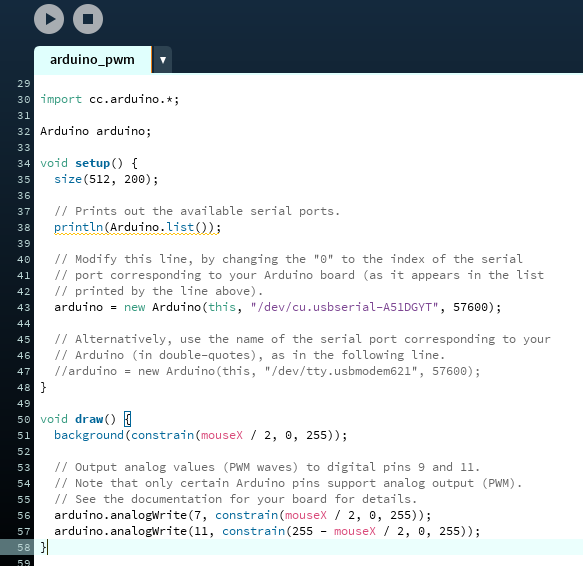 arduino_pwm ▼
29
30 import cc.arduino.*;
31
32 Arduino arduino;
33
34 void setup() {
35   size(512, 200);
36
37   // Prints out the available serial ports.
38   println(Arduino.list());
39
40   // Modify this line, by changing the "0" to the index of the serial
41   // port corresponding to your Arduino board (as it appears in the list
42   // printed by the line above).
43   arduino = new Arduino(this, "/dev/cu.usbserial-A51DGYT", 57600);
44
45   // Alternatively, use the name of the serial port corresponding to your
46   // Arduino (in double-quotes), as in the following line.
47   //arduino = new Arduino(this, "/dev/tty.usbmodem621", 57600);
48 }
49
50 void draw() {
51   background(constrain(mouseX / 2, 0, 255));
52
53   // Output analog values (PWM waves) to digital pins 9 and 11.
54   // Note that only certain Arduino pins support analog output (PWM).
55   // See the documentation for your board for details.
56   arduino.analogWrite(7, constrain(mouseX / 2, 0, 255));
57   arduino.analogWrite(11, constrain(255 - mouseX / 2, 0, 255));
58 }
59